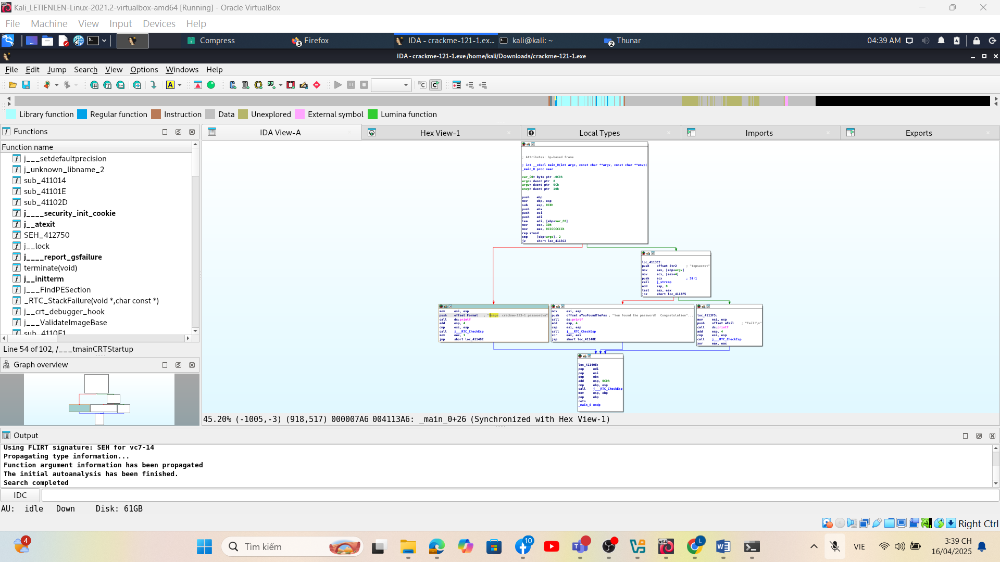 Kali_LETIENLEN-Linux-2021.2-virtualbox-amd64 [Running] - Oracle VirtualBox
File Machine View Input Devices Help
Compress
3 Firefox
IDA - crackme-121-1.ex...
kali@kali: ~
2 Thunar
04:39 AM
IDA - crackme-121-1.exe /home/kali/Downloads/crackme-121-1.exe
File Edit Jump Search View Options Windows Help
Library function Regular function Instruction Data Unexplored External symbol Lumina function
Functions
IDA View-A
Hex View-1
Local Types
Imports
Exports
Function name
j___setdefaultprecision
j_unknown_libname_2
sub_411014
sub_41101E
sub_41102D
j____security_init_cookie
j__atexit
SEH_412750
j__lock
j____report_gsfailure
terminate(void)
j__initterm
j___FindPESection
_RTC_StackFailure(void *,char const *)
j__crt_debugger_hook
j___ValidateImageBase
sub_4110F1
Line 54 of 102, /___tmainCRTStartup
Graph overview
; Attributes: bp-based frame
; int __cdecl main_0(int argc, const char **argv, const char **envp)
_main_0 proc near
var_C0= byte ptr -0C0h
argc= dword ptr 8
argv= dword ptr 0Ch
envp= dword ptr 10h
push ebp
mov ebp, esp
sub esp, 0C0h
push ebx
push esi
push edi
lea edi, [ebp+var_C0]
mov ecx, 30h
mov eax, 0CCCCCCCCh
rep stosd
cmp [ebp+argc], 2
jz short loc_4113C2
loc_4113C2:
push offset Str2 ; "topsecret"
mov eax, [ebp+argv]
mov ecx, [eax+4]
push ecx ; Str1
call j_strcmp
add esp, 8
test eax, eax
jnz short loc_4113F5
mov esi, esp
push offset Format ; "Usage: crackme-123-1 password\n"
call ds:printf
add esp, 4
cmp esi, esp
call j___RTC_CheckEsp
mov eax, 1
jmp short loc_41140E
mov esi, esp
push offset aYouFoundThePas ; "You found the password! Congratulation"...
call ds:printf
add esp, 4
cmp esi, esp
call j___RTC_CheckEsp
xor eax, eax
jmp short loc_41140E
loc_4113F5:
mov esi, esp
push offset aFail ; "Fail!\n"
call ds:printf
add esp, 4
cmp esi, esp
call j___RTC_CheckEsp
xor eax, eax
loc_41140E:
pop edi
pop esi
pop ebx
add esp, 0C0h
cmp ebp, esp
call j___RTC_CheckEsp
mov esp, ebp
pop ebp
retn
_main_0 endp
45.20% (-1005,-3) (918,517) 000007A6 004113A6: _main_0+26 (Synchronized with Hex View-1)
Output
Using FLIRT signature: SEH for vc7-14
Propagating type information...
Function argument information has been propagated
The initial autoanalysis has been finished.
Search completed
IDC
AU: idle Down Disk: 61GB
Right Ctrl
4
Tìm kiếm
10
L
VIE
3:39 CH
16/04/2025